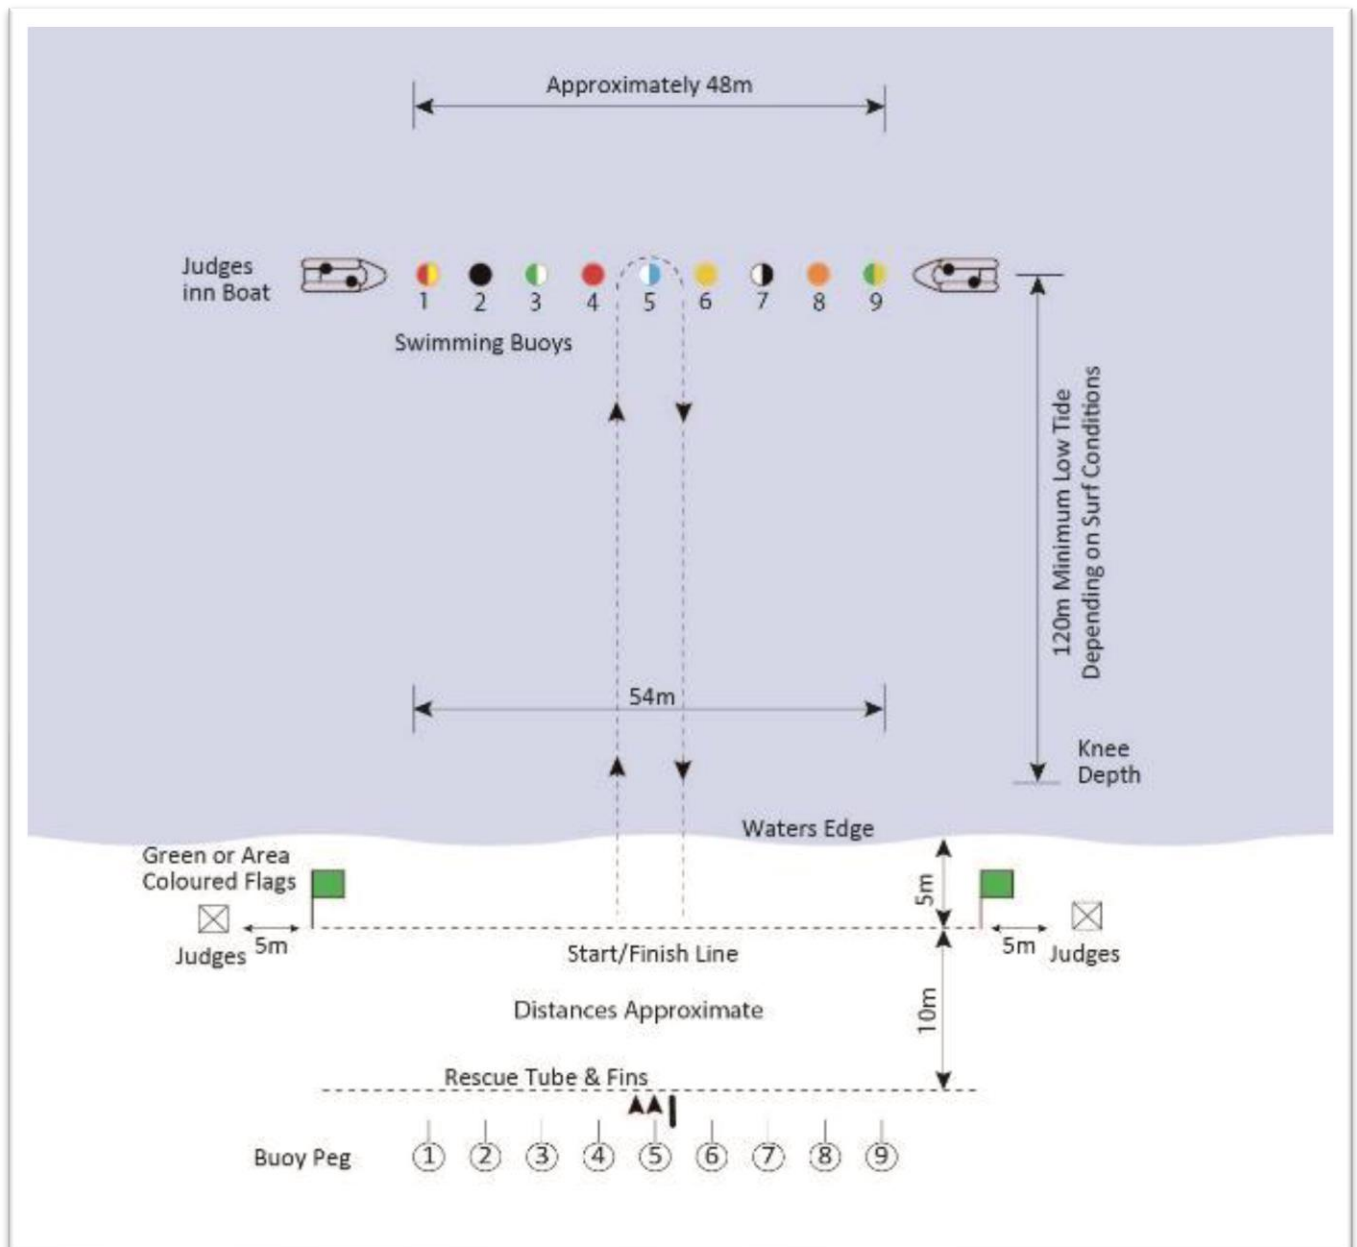 Approximately 48m
Judges
inn Boat
1 2 3 4 5 6 7 8 9
Swimming Buoys
120m Minimum Low Tide
Depending on Surf Conditions
54m
Knee
Depth
Waters Edge
Green or Area
Coloured Flags
5m
Judges
5m
Start/Finish Line
5m
Judges
Distances Approximate
10m
Rescue Tube & Fins
Buoy Peg
1 2 3 4 5 6 7 8 9